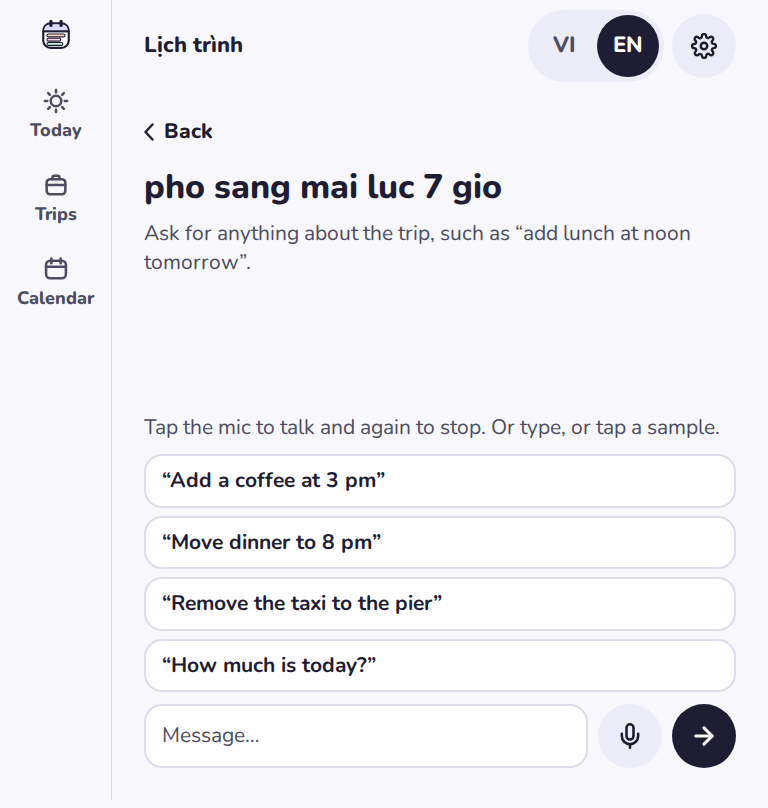 Lịch trình
VI
EN
Today
Trips
Calendar
Back
pho sang mai luc 7 gio
Ask for anything about the trip, such as “add lunch at noon
tomorrow”.
Tap the mic to talk and again to stop. Or type, or tap a sample.
“Add a coffee at 3 pm”
“Move dinner to 8 pm”
“Remove the taxi to the pier”
“How much is today?”
Message...